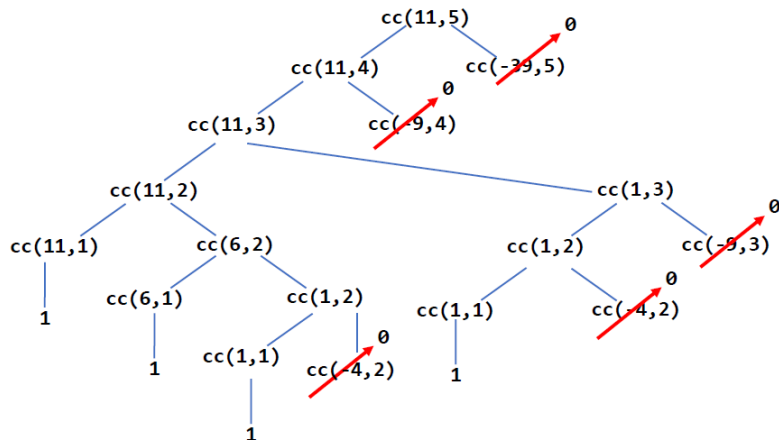 cc(11,5) 0
cc(11,4) cc(-39,5)
0
cc(11,3) cc(-9,4)
cc(11,2) cc(1,3)
0
cc(11,1) cc(6,2) cc(1,2) cc(-9,3)
0
cc(6,1) cc(1,2) cc(1,1) cc(-4,2)
1
0
cc(1,1) cc(-4,2)
1 1
1